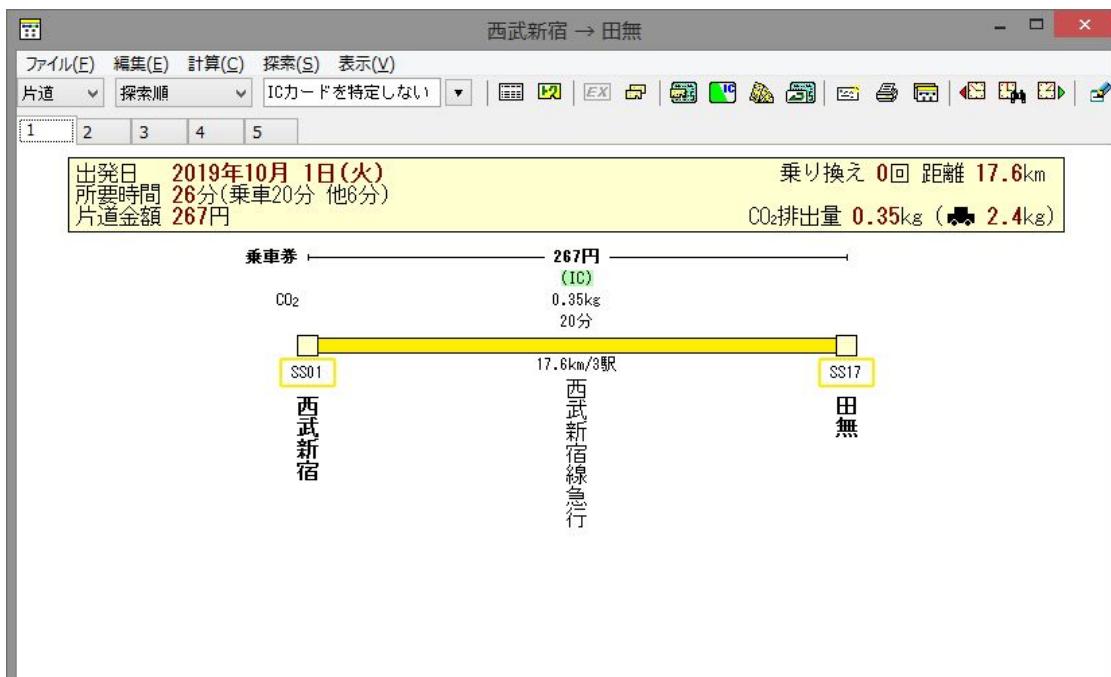 西武新宿 → 田無
ファイル(F) 編集(E) 計算(C) 探索(S) 表示(V)
片道 探索順 ICカードを特定しない EX IC
1 2 3 4 5
出発日 2019年10月 1日(火) 乗り換え 0回 距離 17.6km
所要時間 26分(乗車20分 他6分)
片道金額 267円 CO₂排出量 0.35kg ( 2.4kg)
乗車券 267円
(IC)
CO₂ 0.35kg
20分
17.6km/3駅
SS01 SS17
西武新宿
西武新宿線急行
田無